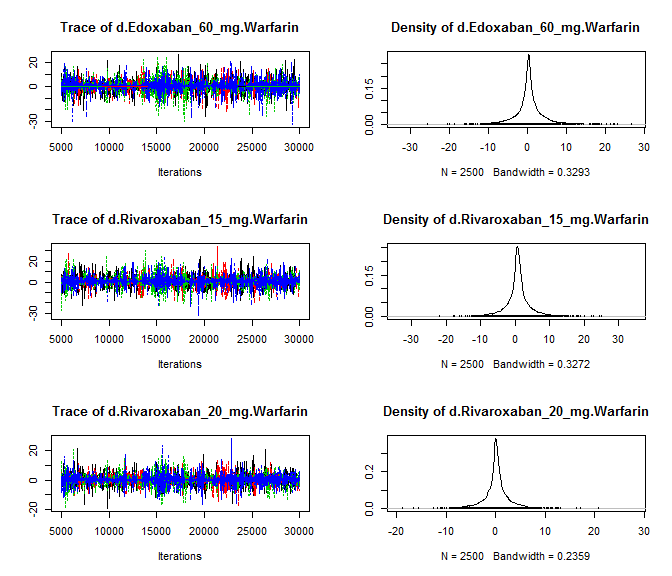 Trace of d.Edoxaban_60_mg.Warfarin
-30 0 20
5000 10000 15000 20000 25000 30000
Iterations
Density of d.Edoxaban_60_mg.Warfarin
0.00 0.15
-30 -20 -10 0 10 20 30
N = 2500 Bandwidth = 0.3293
Trace of d.Rivaroxaban_15_mg.Warfarin
-30 0 20
5000 10000 15000 20000 25000 30000
Iterations
Density of d.Rivaroxaban_15_mg.Warfarin
0.00 0.15
-30 -20 -10 0 10 20 30
N = 2500 Bandwidth = 0.3272
Trace of d.Rivaroxaban_20_mg.Warfarin
-20 0 20
5000 10000 15000 20000 25000 30000
Iterations
Density of d.Rivaroxaban_20_mg.Warfarin
0.0 0.2
-20 -10 0 10 20 30
N = 2500 Bandwidth = 0.2359